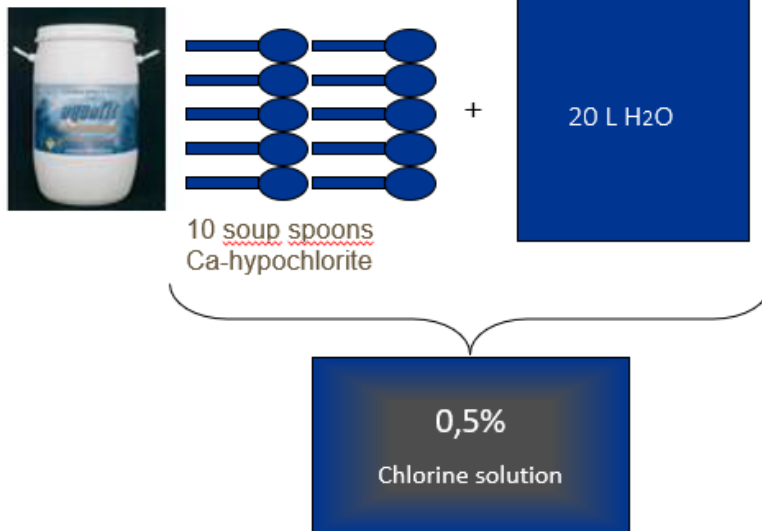 10 soup spoons
Ca-hypochlorite
+
20 L H2O
0,5%
Chlorine solution